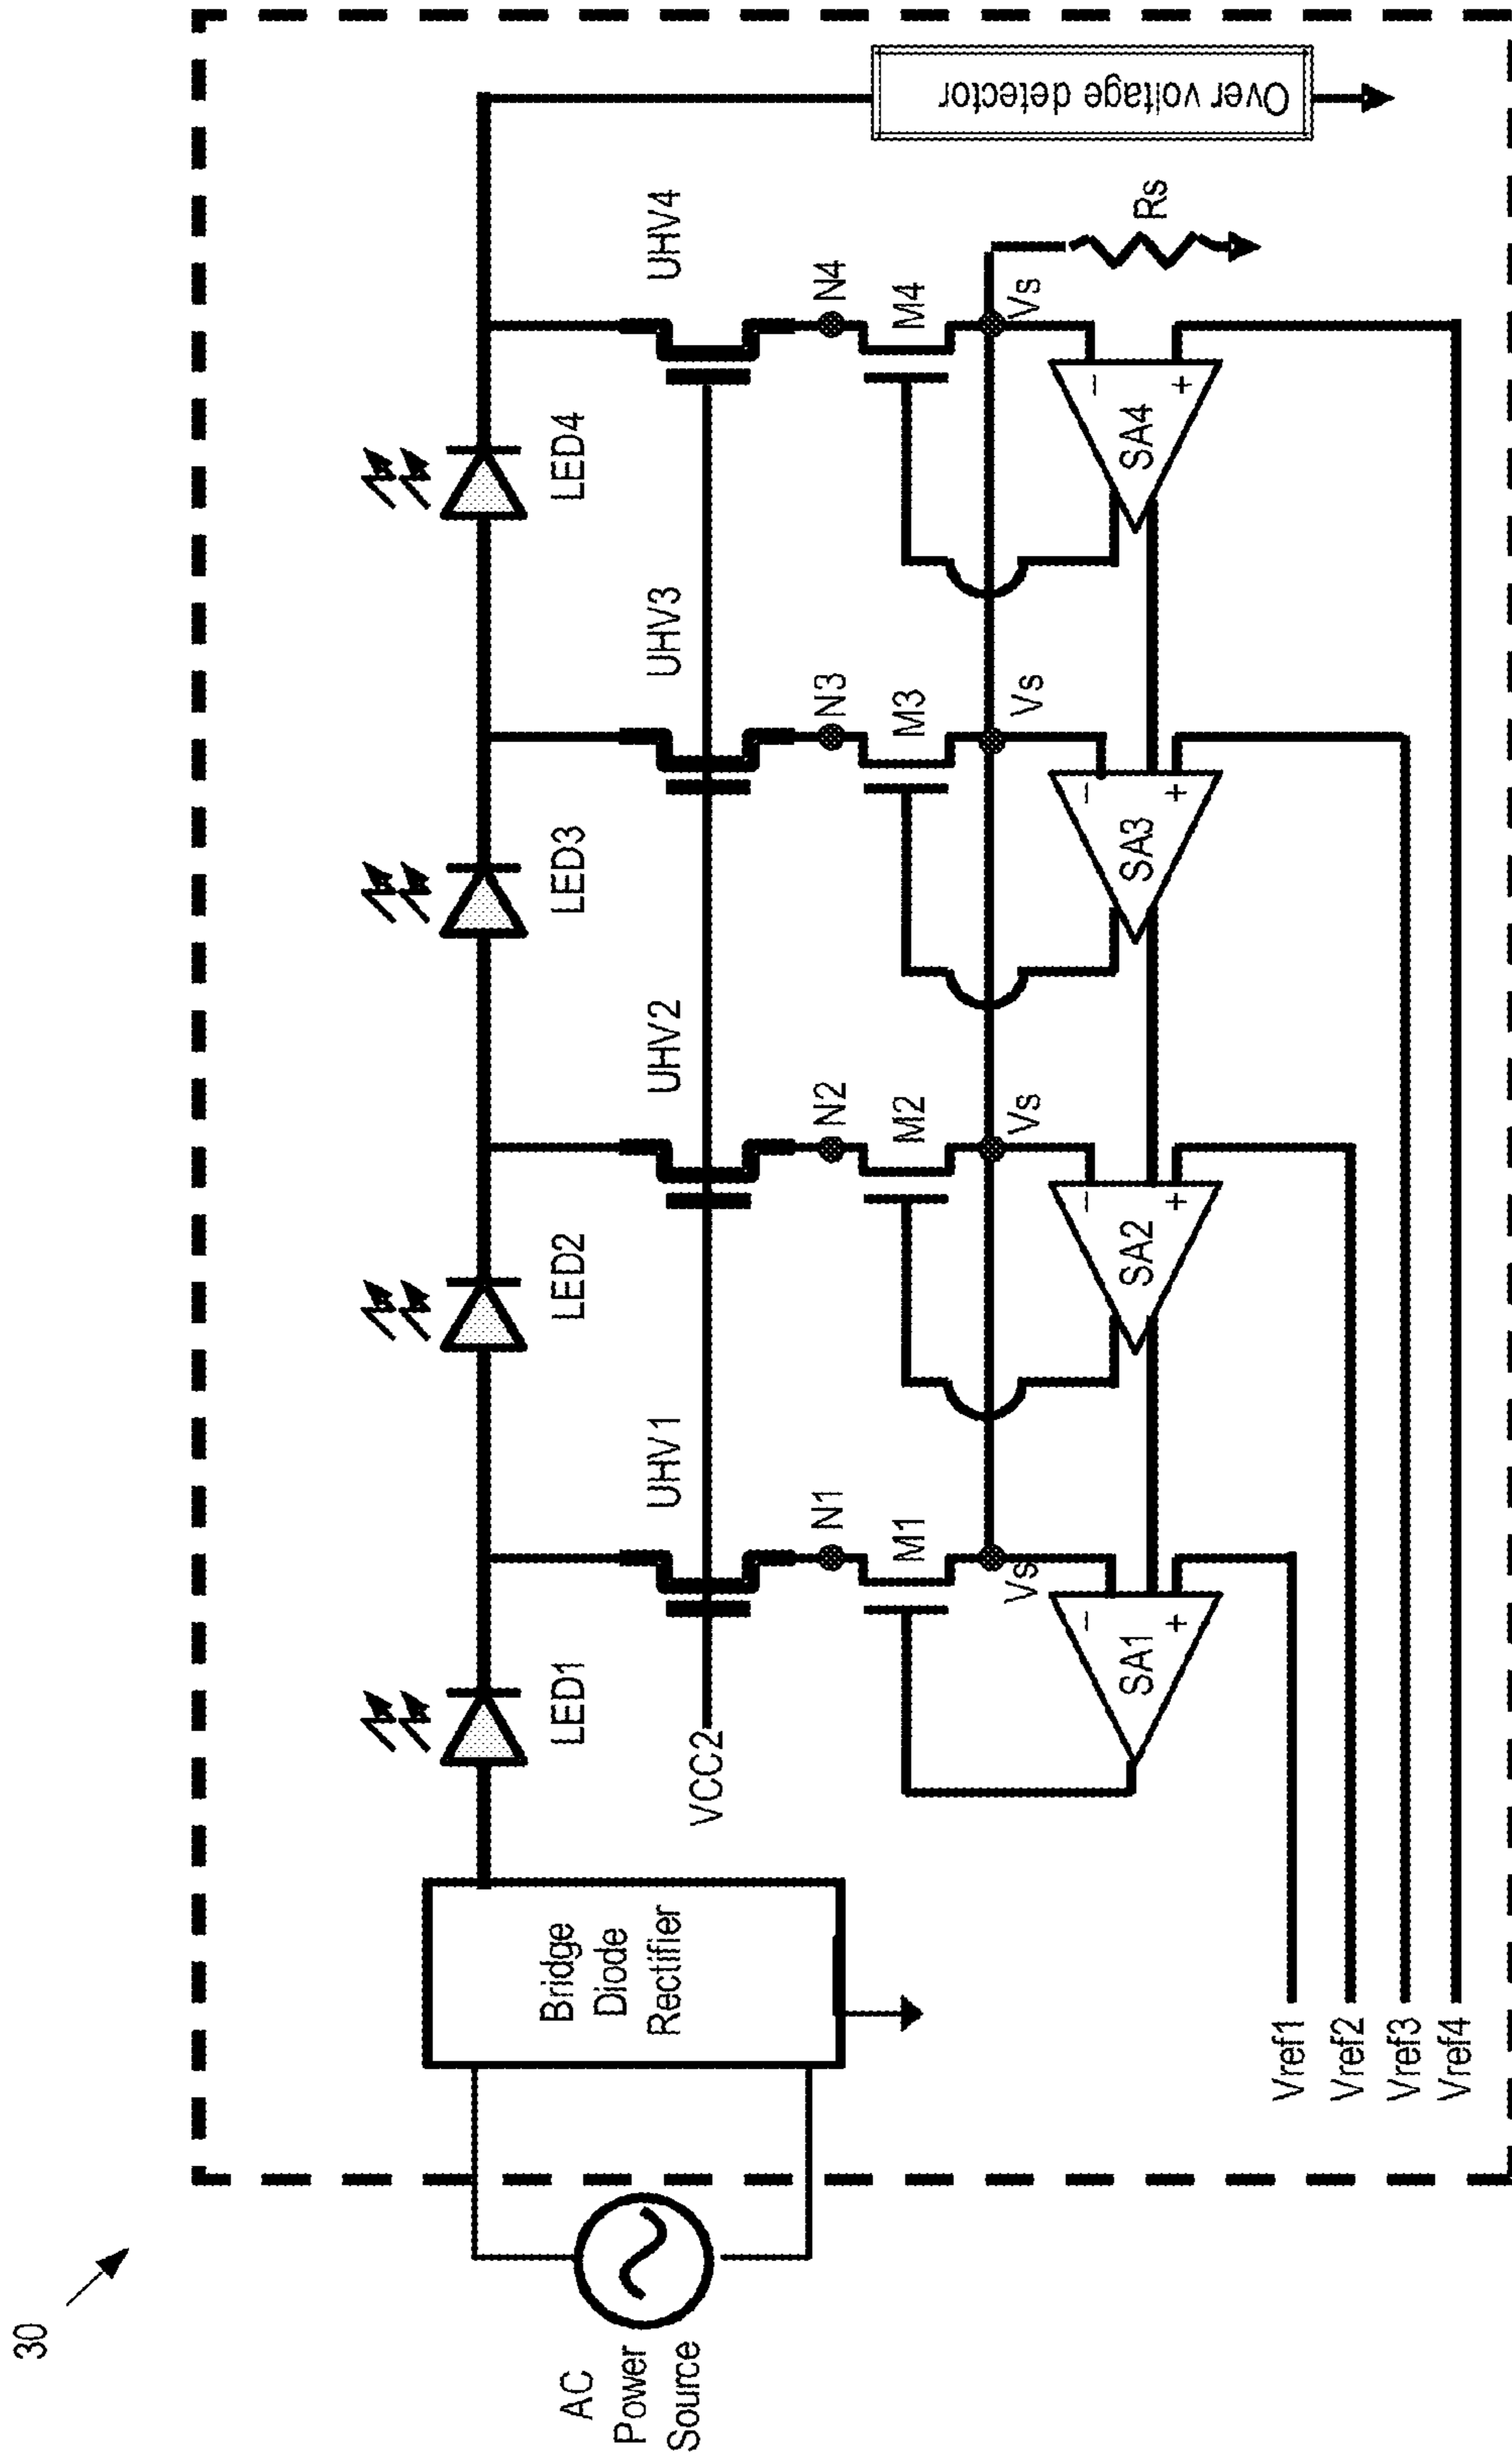 30
AC
Power
Source
Bridge
Diode
Rectifier
LED1
LED2
LED3
LED4
VCC2
UHV1
UHV2
UHV3
UHV4
N1
N2
N3
N4
M1
M2
M3
M4
Vs
Vs
Vs
Vs
Rs
−
−
−
−
SA1
SA2
SA3
SA4
+
+
+
+
Vref1
Vref2
Vref3
Vref4
Over voltage detector